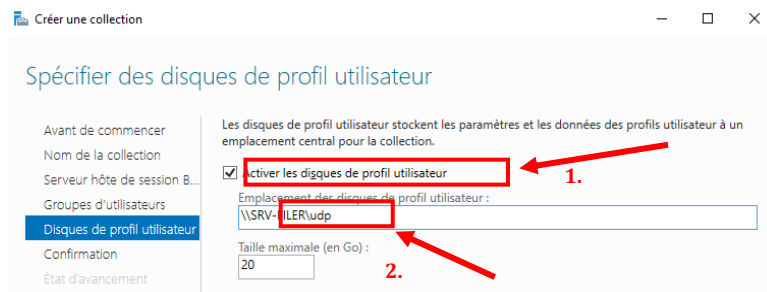 Créer une collection
Spécifier des disques de profil utilisateur
Avant de commencer
Nom de la collection
Serveur hôte de session B...
Groupes d'utilisateurs
Disques de profil utilisateur
Confirmation
État d'avancement
Les disques de profil utilisateur stockent les paramètres et les données des profils utilisateur à un
emplacement central pour la collection.
Activer les disques de profil utilisateur
1.
Emplacement des disques de profil utilisateur :
\\SRV-FILER\udp
Taille maximale (en Go) :
20
2.